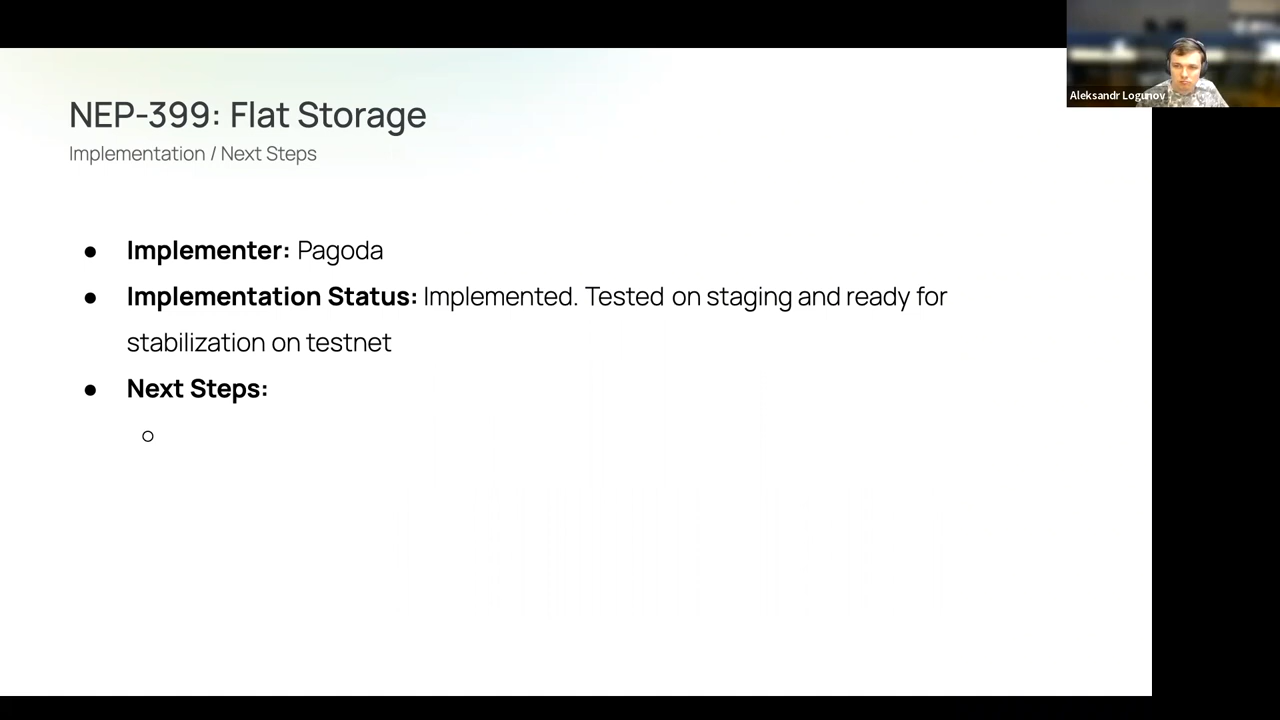 NEP-399: Flat Storage
Implementation / Next Steps
Aleksandr Logunov
● Implementer: Pagoda
● Implementation Status: Implemented. Tested on staging and ready for
stabilization on testnet
● Next Steps:
○